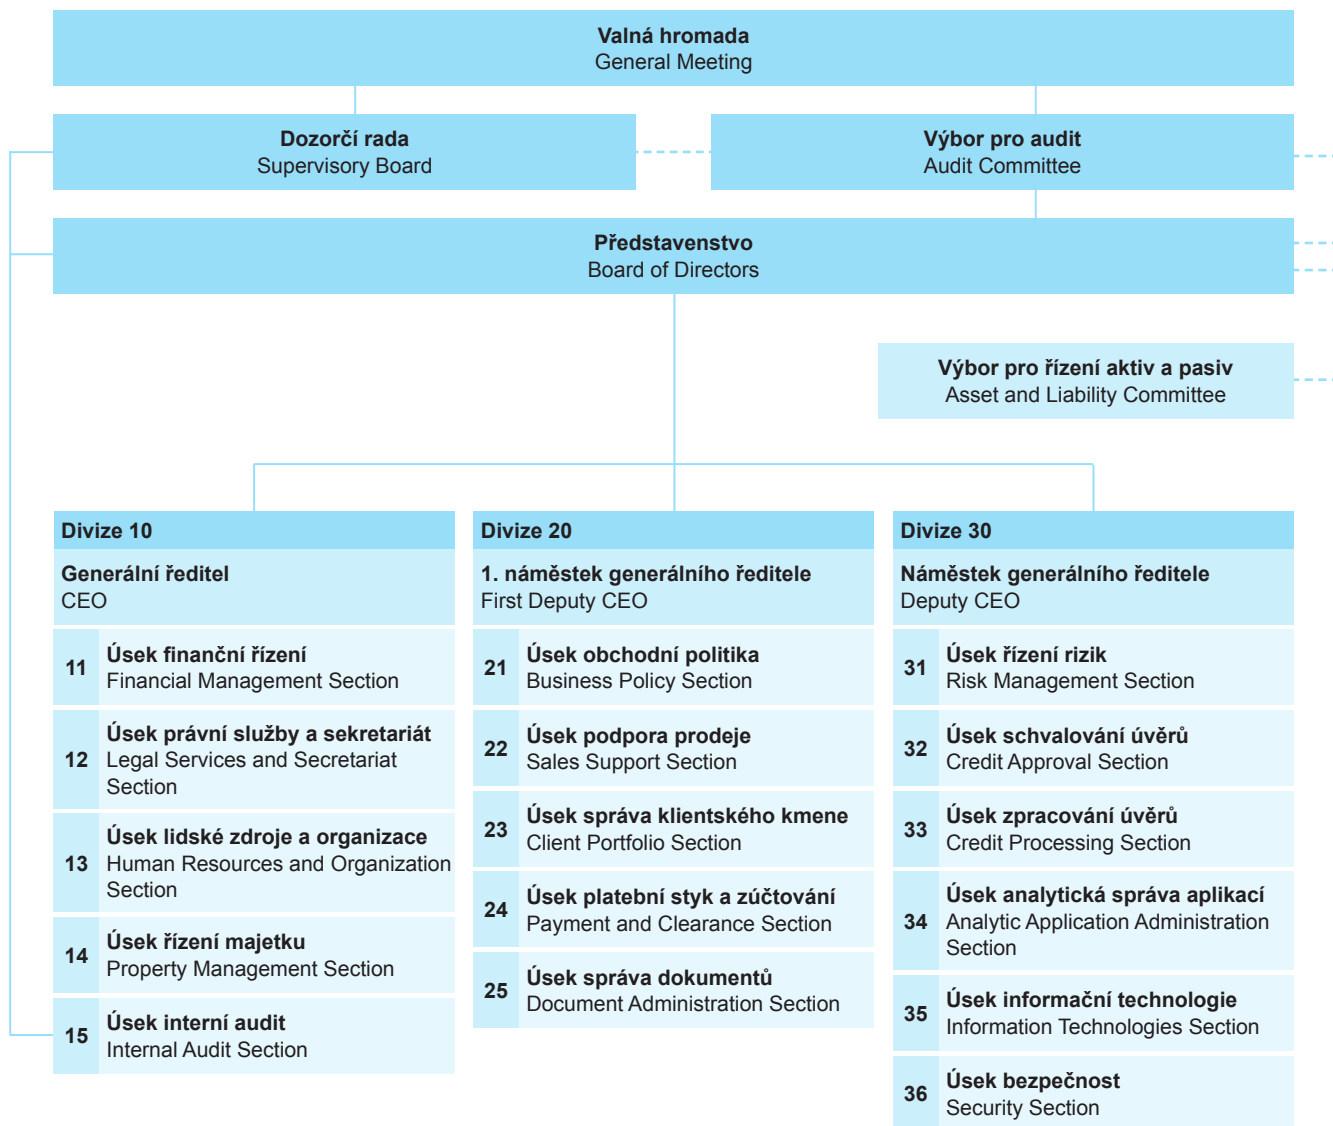 Valná hromada
General Meeting
Dozorčí rada
Supervisory Board
Výbor pro audit
Audit Committee
Představenstvo
Board of Directors
Výbor pro řízení aktiv a pasiv
Asset and Liability Committee
Divize 10
Generální ředitel
CEO
11
Úsek finanční řízení
Financial Management Section
12
Úsek právní služby a sekretariát
Legal Services and Secretariat
Section
13
Úsek lidské zdroje a organizace
Human Resources and Organization
Section
14
Úsek řízení majetku
Property Management Section
15
Úsek interní audit
Internal Audit Section
Divize 20
1. náměstek generálního ředitele
First Deputy CEO
21
Úsek obchodní politika
Business Policy Section
22
Úsek podpora prodeje
Sales Support Section
23
Úsek správa klientského kmene
Client Portfolio Section
24
Úsek platební styk a zúčtování
Payment and Clearance Section
25
Úsek správa dokumentů
Document Administration Section
Divize 30
Náměstek generálního ředitele
Deputy CEO
31
Úsek řízení rizik
Risk Management Section
32
Úsek schvalování úvěrů
Credit Approval Section
33
Úsek zpracování úvěrů
Credit Processing Section
34
Úsek analytická správa aplikací
Analytic Application Administration
Section
35
Úsek informační technologie
Information Technologies Section
36
Úsek bezpečnost
Security Section